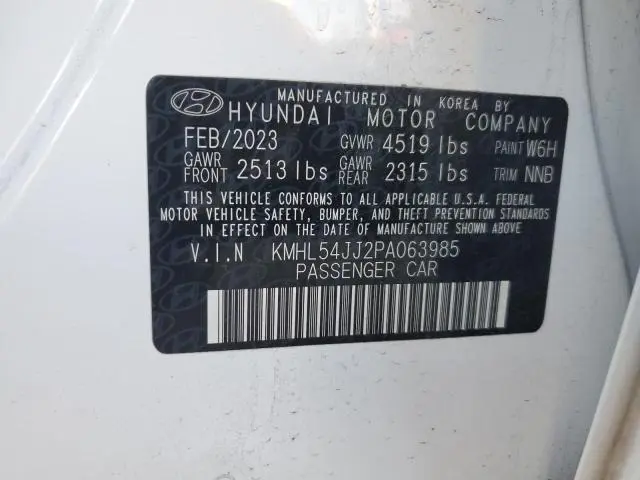 MANUFACTURED IN KOREA BY
HYUNDAI MOTOR COMPANY
FEB/2023 GVWR 4519 lbs PAINT W6H
GAWR FRONT 2513 lbs GAWR REAR 2315 lbs TRIM NNB
THIS VEHICLE CONFORMS TO ALL APPLICABLE U.S.A. FEDERAL
MOTOR VEHICLE SAFETY, BUMPER, AND THEFT PREVENTION STANDARDS
IN EFFECT ON THE DATE OF MANUFACTURE SHOWN ABOVE.
V.I.N KMHL54JJ2PA063985
PASSENGER CAR